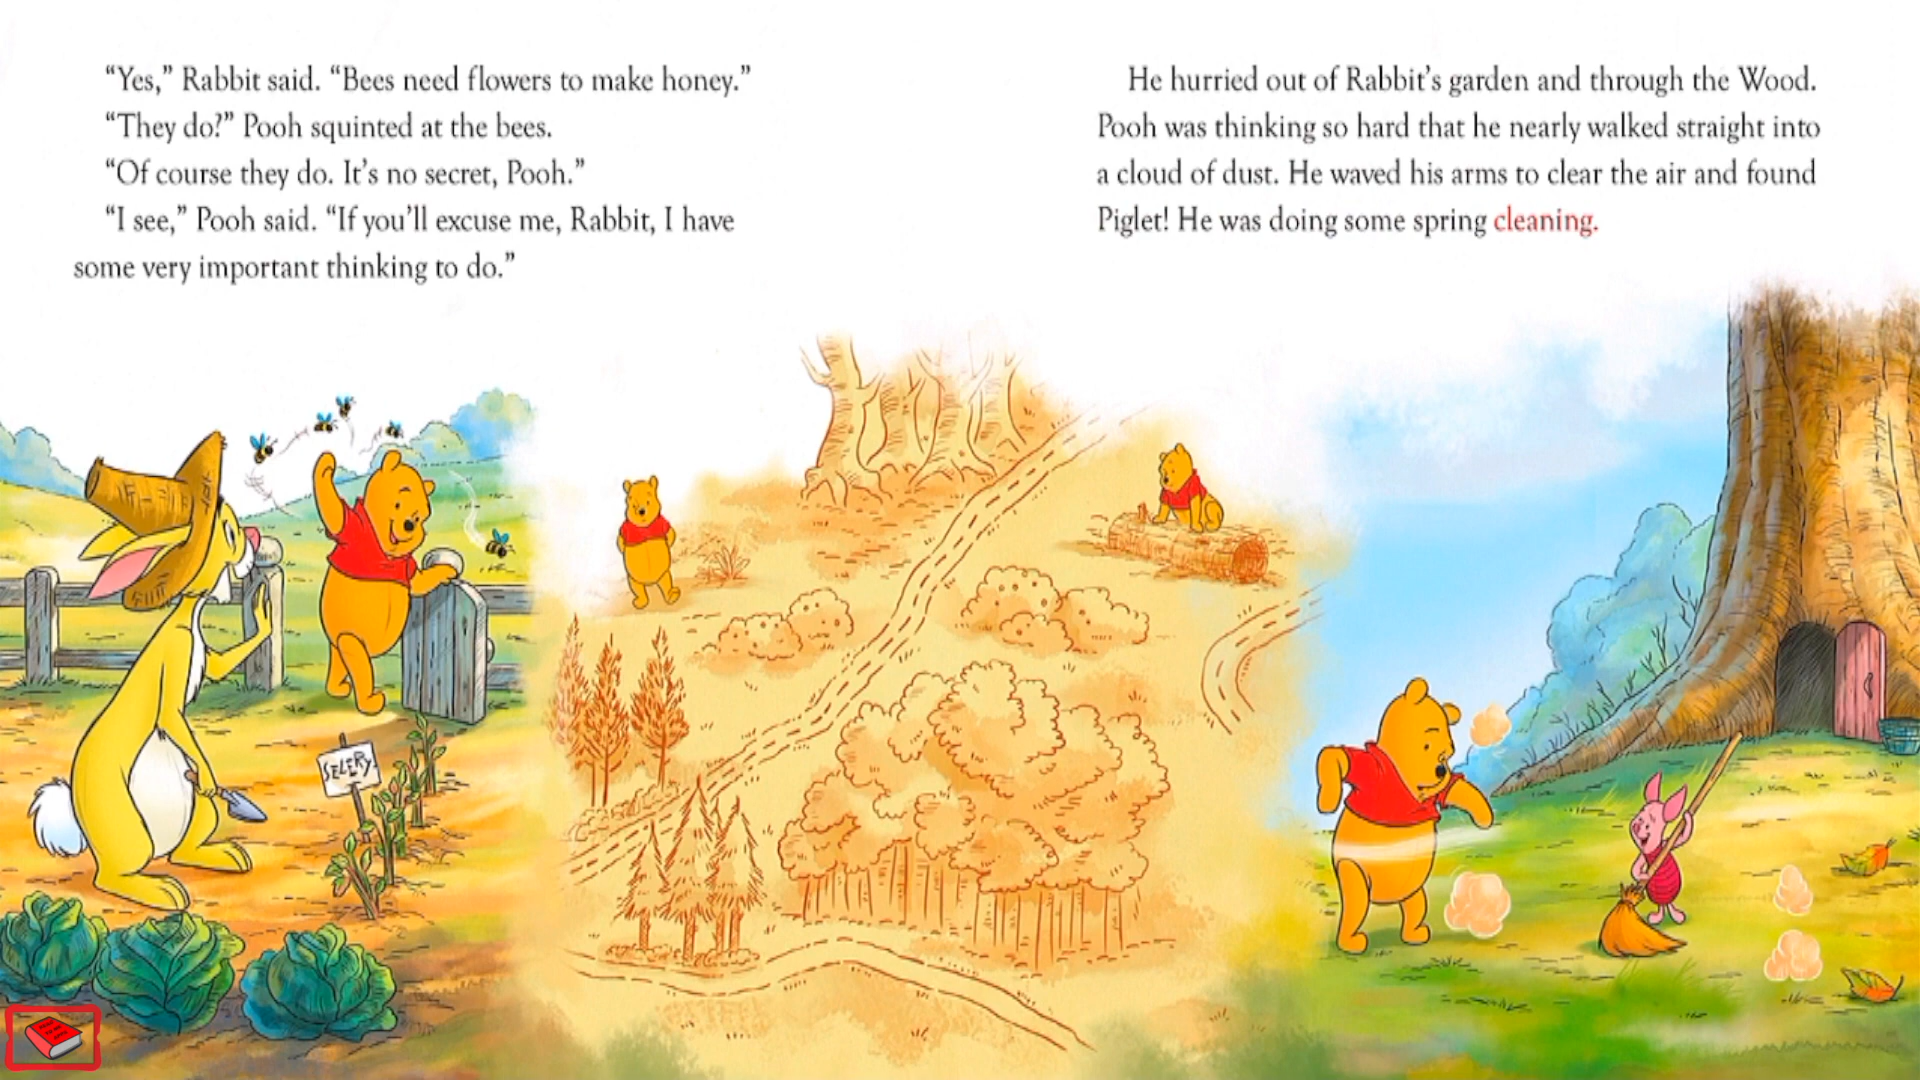 “Yes,” Rabbit said. “Bees need flowers to make honey.”
“They do?” Pooh squinted at the bees.
“Of course they do. It’s no secret, Pooh.”
“I see,” Pooh said. “If you’ll excuse me, Rabbit, I have
some very important thinking to do.”
He hurried out of Rabbit’s garden and through the Wood.
Pooh was thinking so hard that he nearly walked straight into
a cloud of dust. He waved his arms to clear the air and found
Piglet! He was doing some spring cleaning.
SELERY